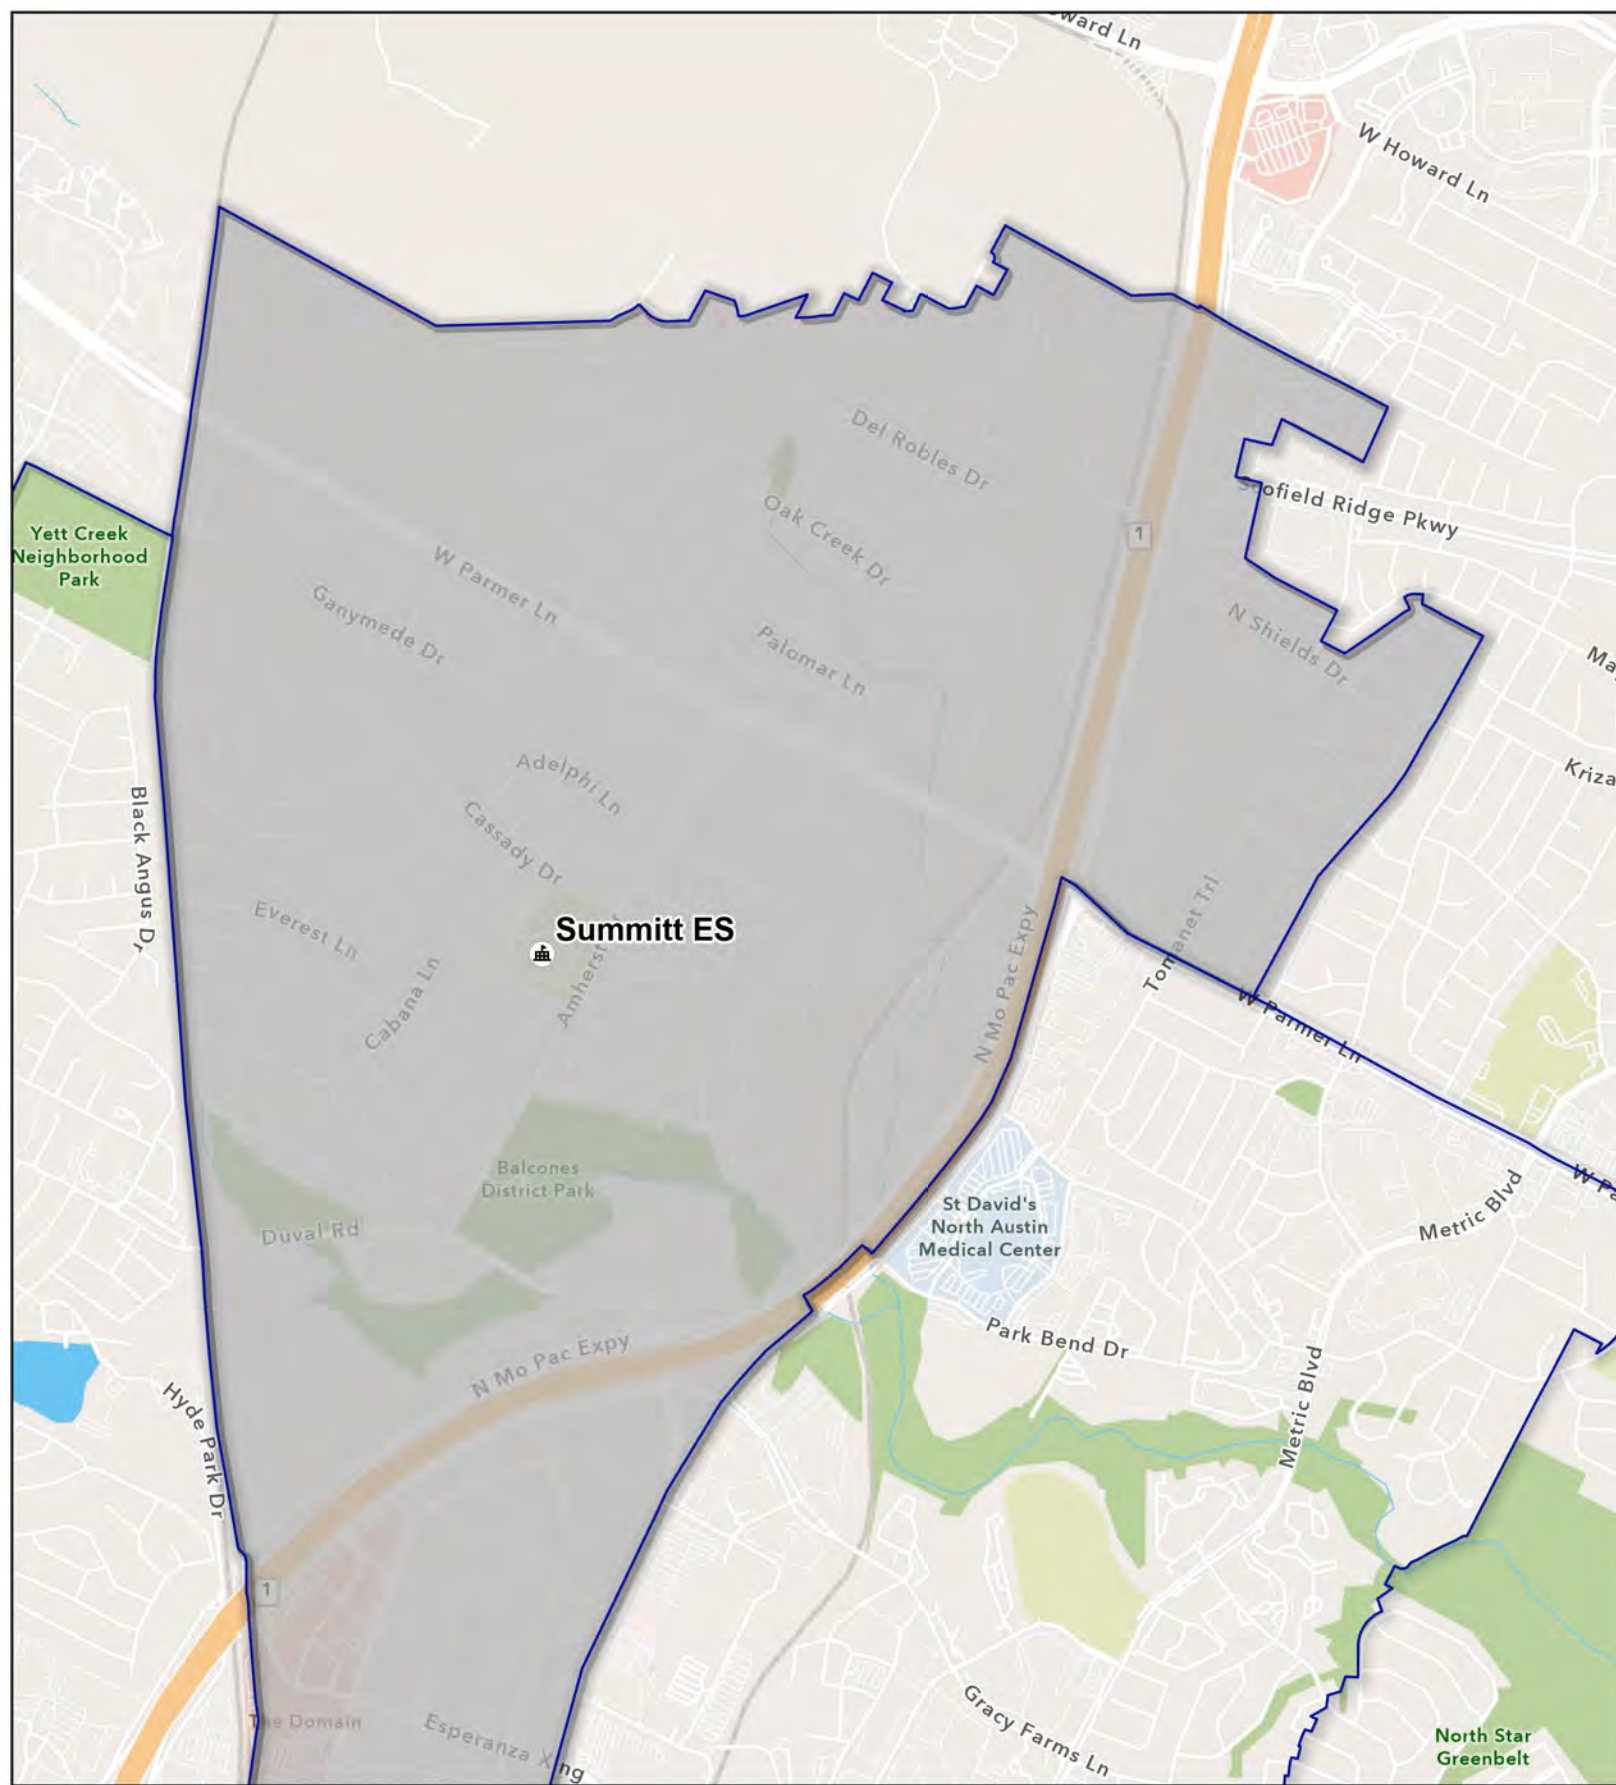 ward Ln
W Howard Ln
Del Robles Dr
Scofield Ridge Pkwy
Oak Creek Dr
1
Yett Creek
Neighborhood
Park
W Parmer Ln
Ganymede Dr
Palomar Ln
N Shields Dr
Ma
Kriza
Adelphi Ln
Cassady Dr
Black Angus Dr
Everest Ln
Summitt ES
Amherst
Cabana Ln
N Mo Pac Expy
Tomanet Trl
W Parmer Ln
Balcones
District Park
Duval Rd
St David's
North Austin
Medical Center
Metric Blvd
W Pa
Park Bend Dr
N Mo Pac Expy
Metric Blvd
Hyde Park Dr
1
The Domain
Esperanza Xing
Gracy Farms Ln
North Star
Greenbelt